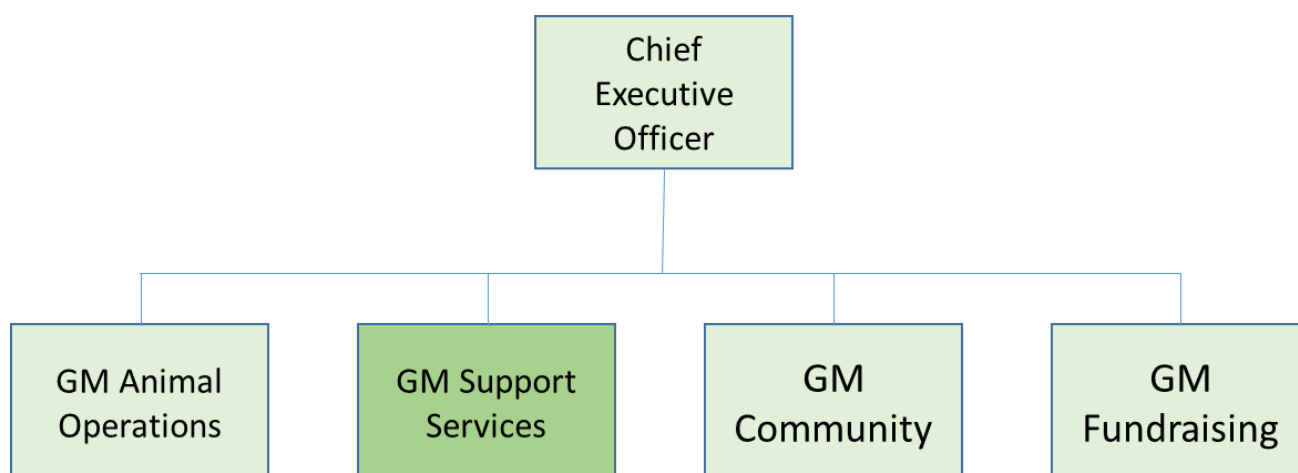 Chief
Executive
Officer
GM Animal
Operations
GM Support
Services
GM
Community
GM
Fundraising